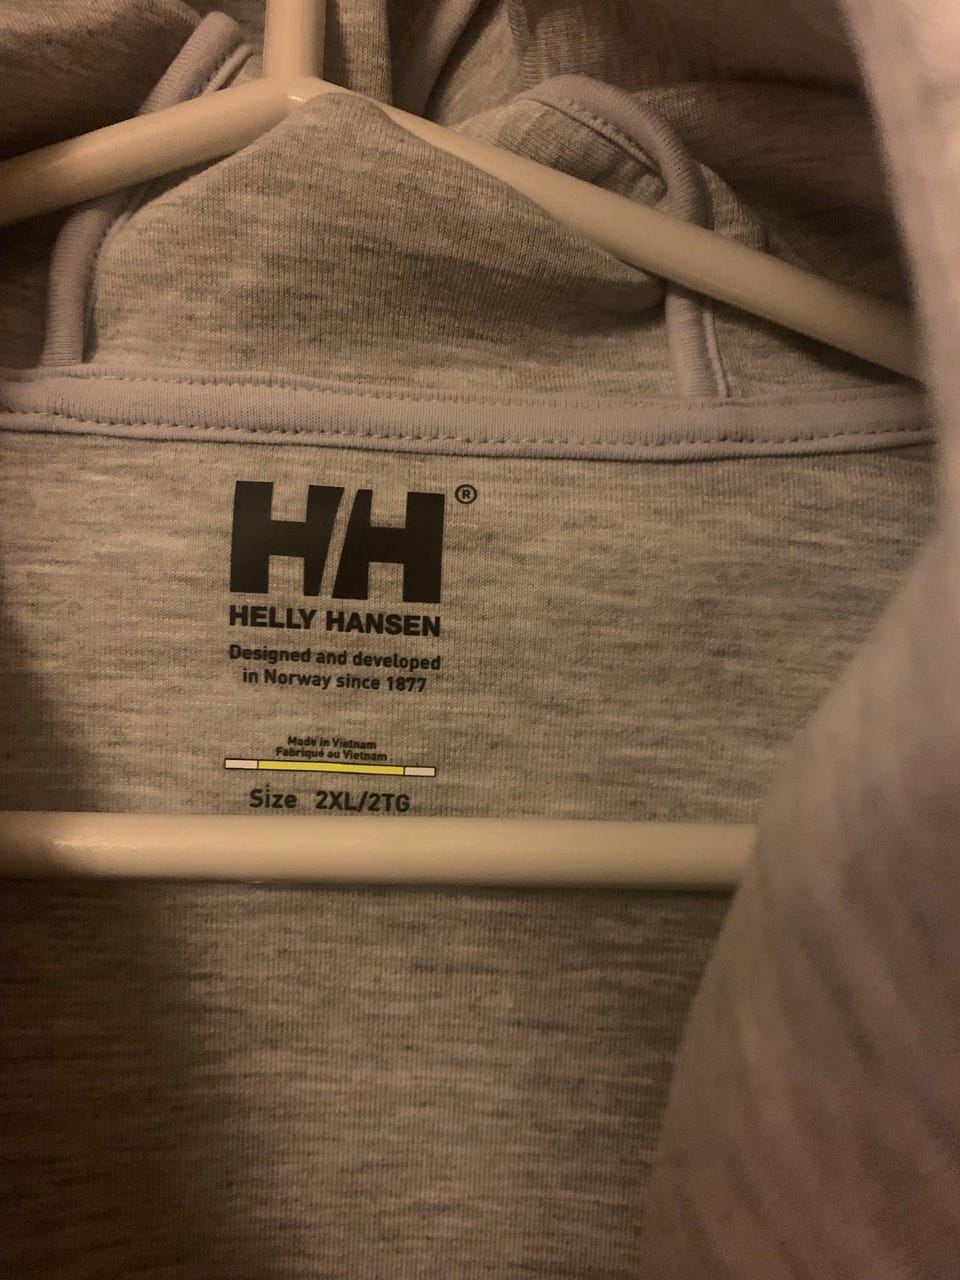 HH®
HELLY HANSEN
Designed and developed
in Norway since 1877
Made in Vietnam
Fabriqué au Vietnam
Size 2XL/2TG